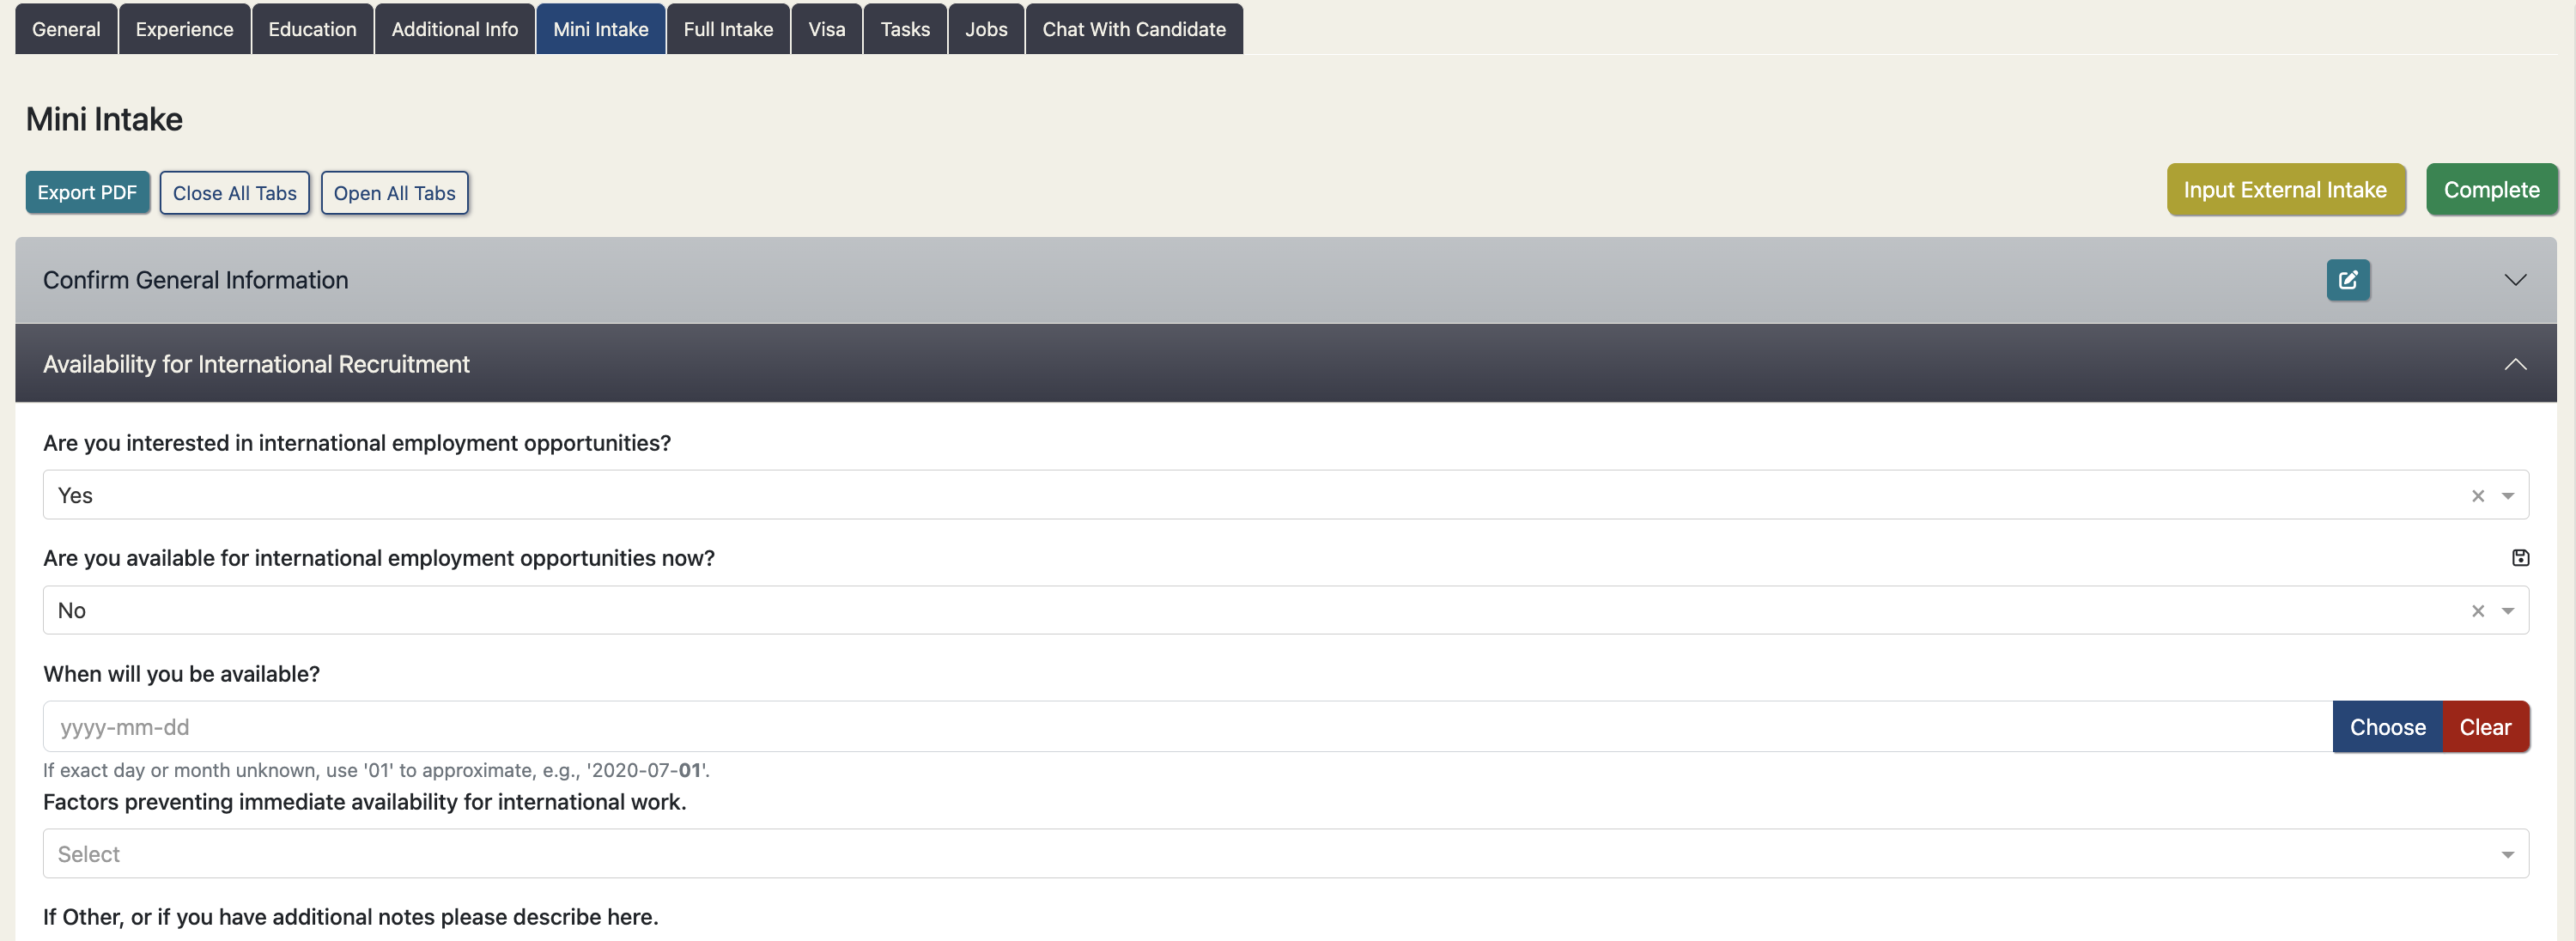 General Experience Education Additional Info Mini Intake Full Intake Visa Tasks Jobs Chat With Candidate
Mini Intake
Export PDF Close All Tabs Open All Tabs Input External Intake Complete
Confirm General Information
Availability for International Recruitment
Are you interested in international employment opportunities?
Yes
Are you available for international employment opportunities now?
No
When will you be available?
yyyy-mm-dd Choose Clear
If exact day or month unknown, use '01' to approximate, e.g., '2020-07-01'.
Factors preventing immediate availability for international work.
Select
If Other, or if you have additional notes please describe here.